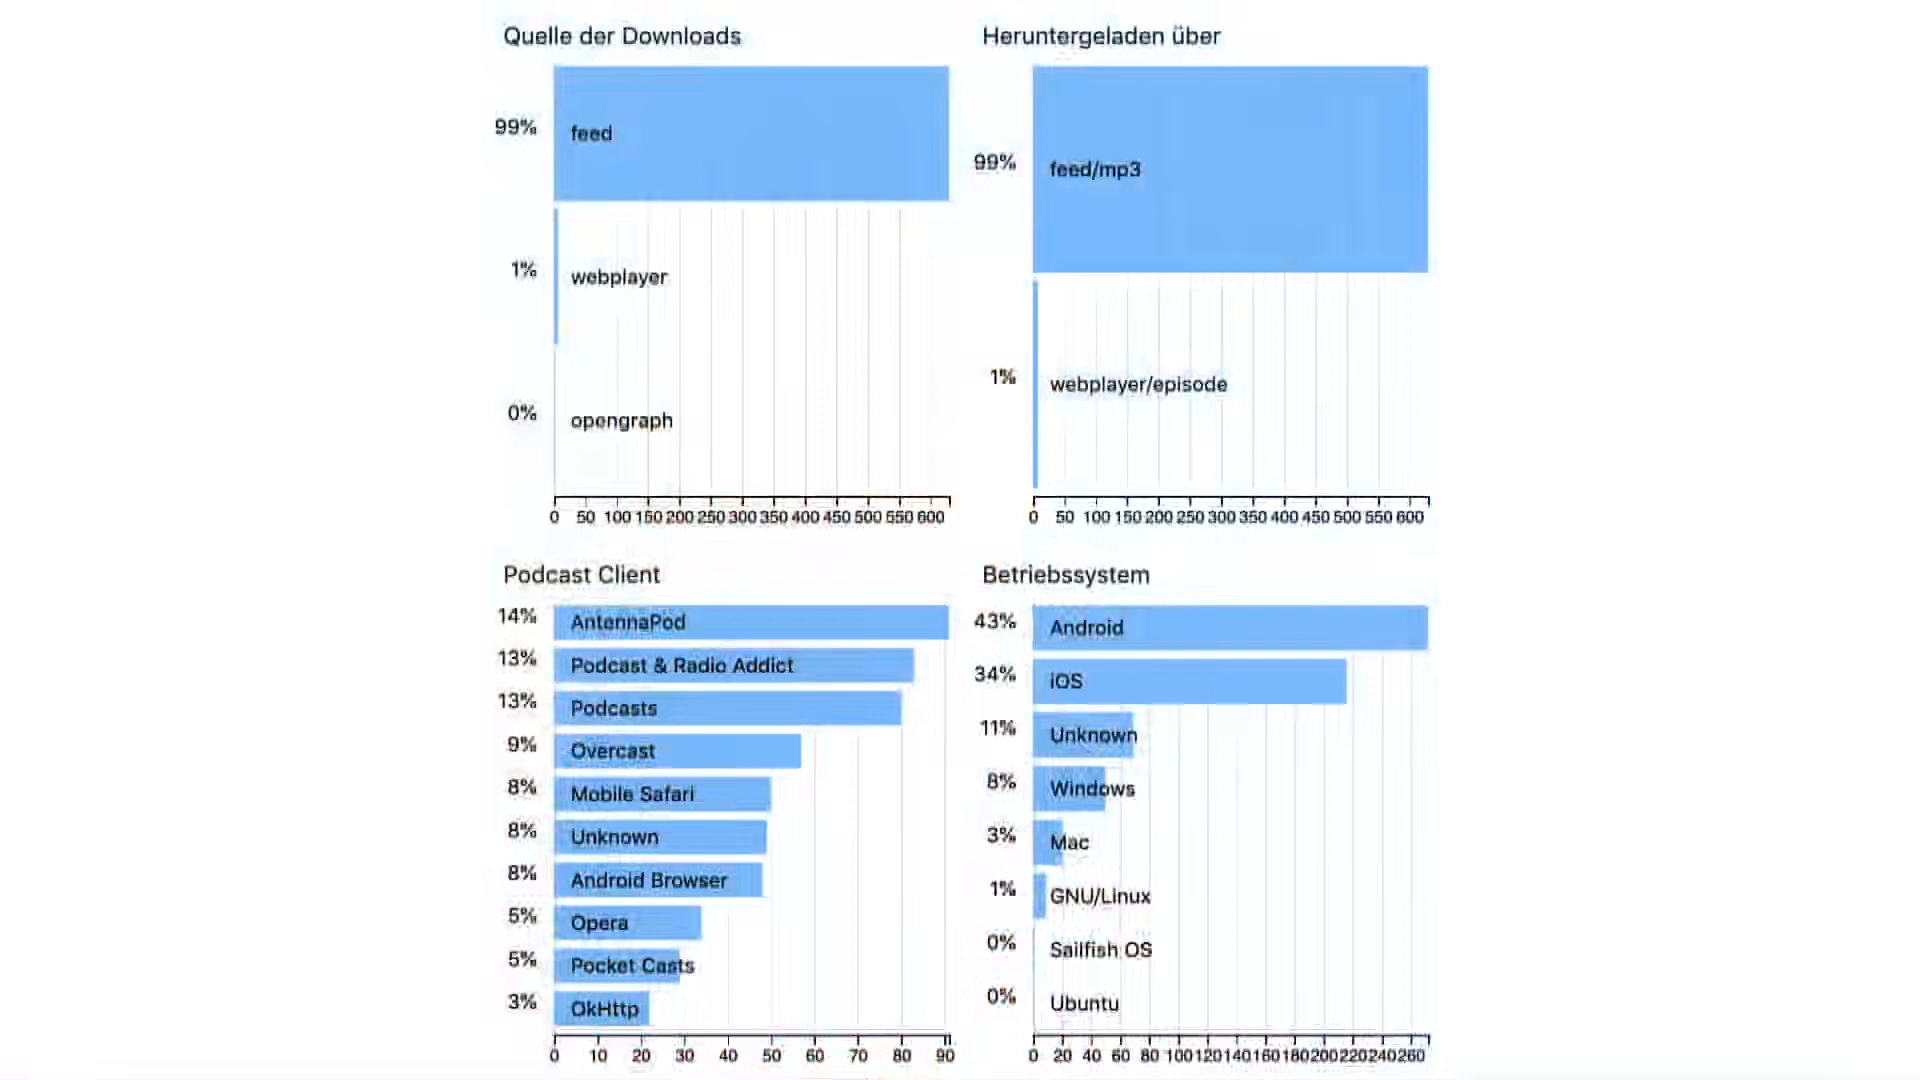 Quelle der Downloads
99% feed
1% webplayer
0% opengraph
0 50 100 150 200 250 300 350 400 450 500 550 600
Heruntergeladen über
99% feed/mp3
1% webplayer/episode
0 50 100 150 200 250 300 350 400 450 500 550 600
Podcast Client
14% AntennaPod
13% Podcast & Radio Addict
13% Podcasts
9% Overcast
8% Mobile Safari
8% Unknown
8% Android Browser
5% Opera
5% Pocket Casts
3% OkHttp
0 10 20 30 40 50 60 70 80 90
Betriebssystem
43% Android
34% iOS
11% Unknown
8% Windows
3% Mac
1% GNU/Linux
0% Sailfish OS
0% Ubuntu
0 20 40 60 80 100 120 140 160 180 200 220 240 260